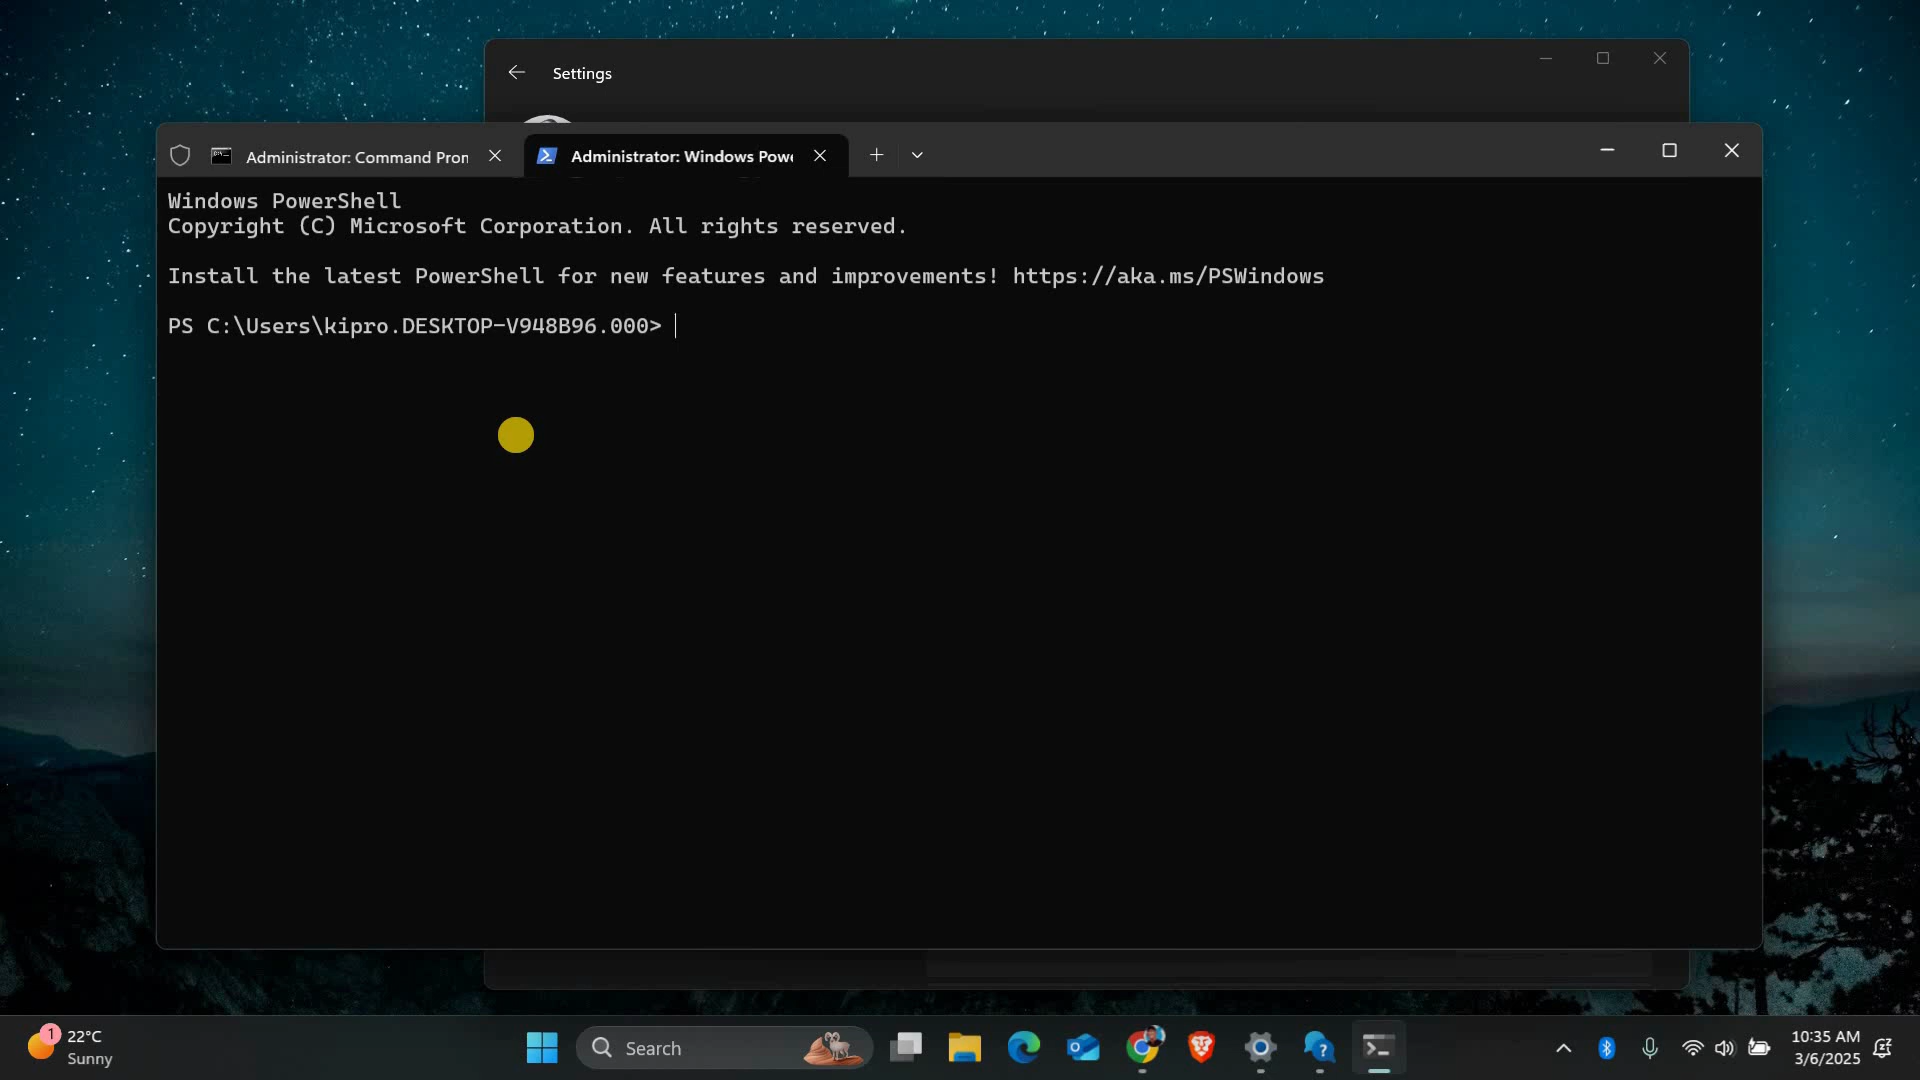 Settings
Administrator: Command Pron
Administrator: Windows Powe
Windows PowerShell
Copyright (C) Microsoft Corporation. All rights reserved.
Install the latest PowerShell for new features and improvements! https://aka.ms/PSWindows
PS C:\Users\kipro.DESKTOP-V948B96.000>
1
22°C
Sunny
Search
10:35 AM
3/6/2025